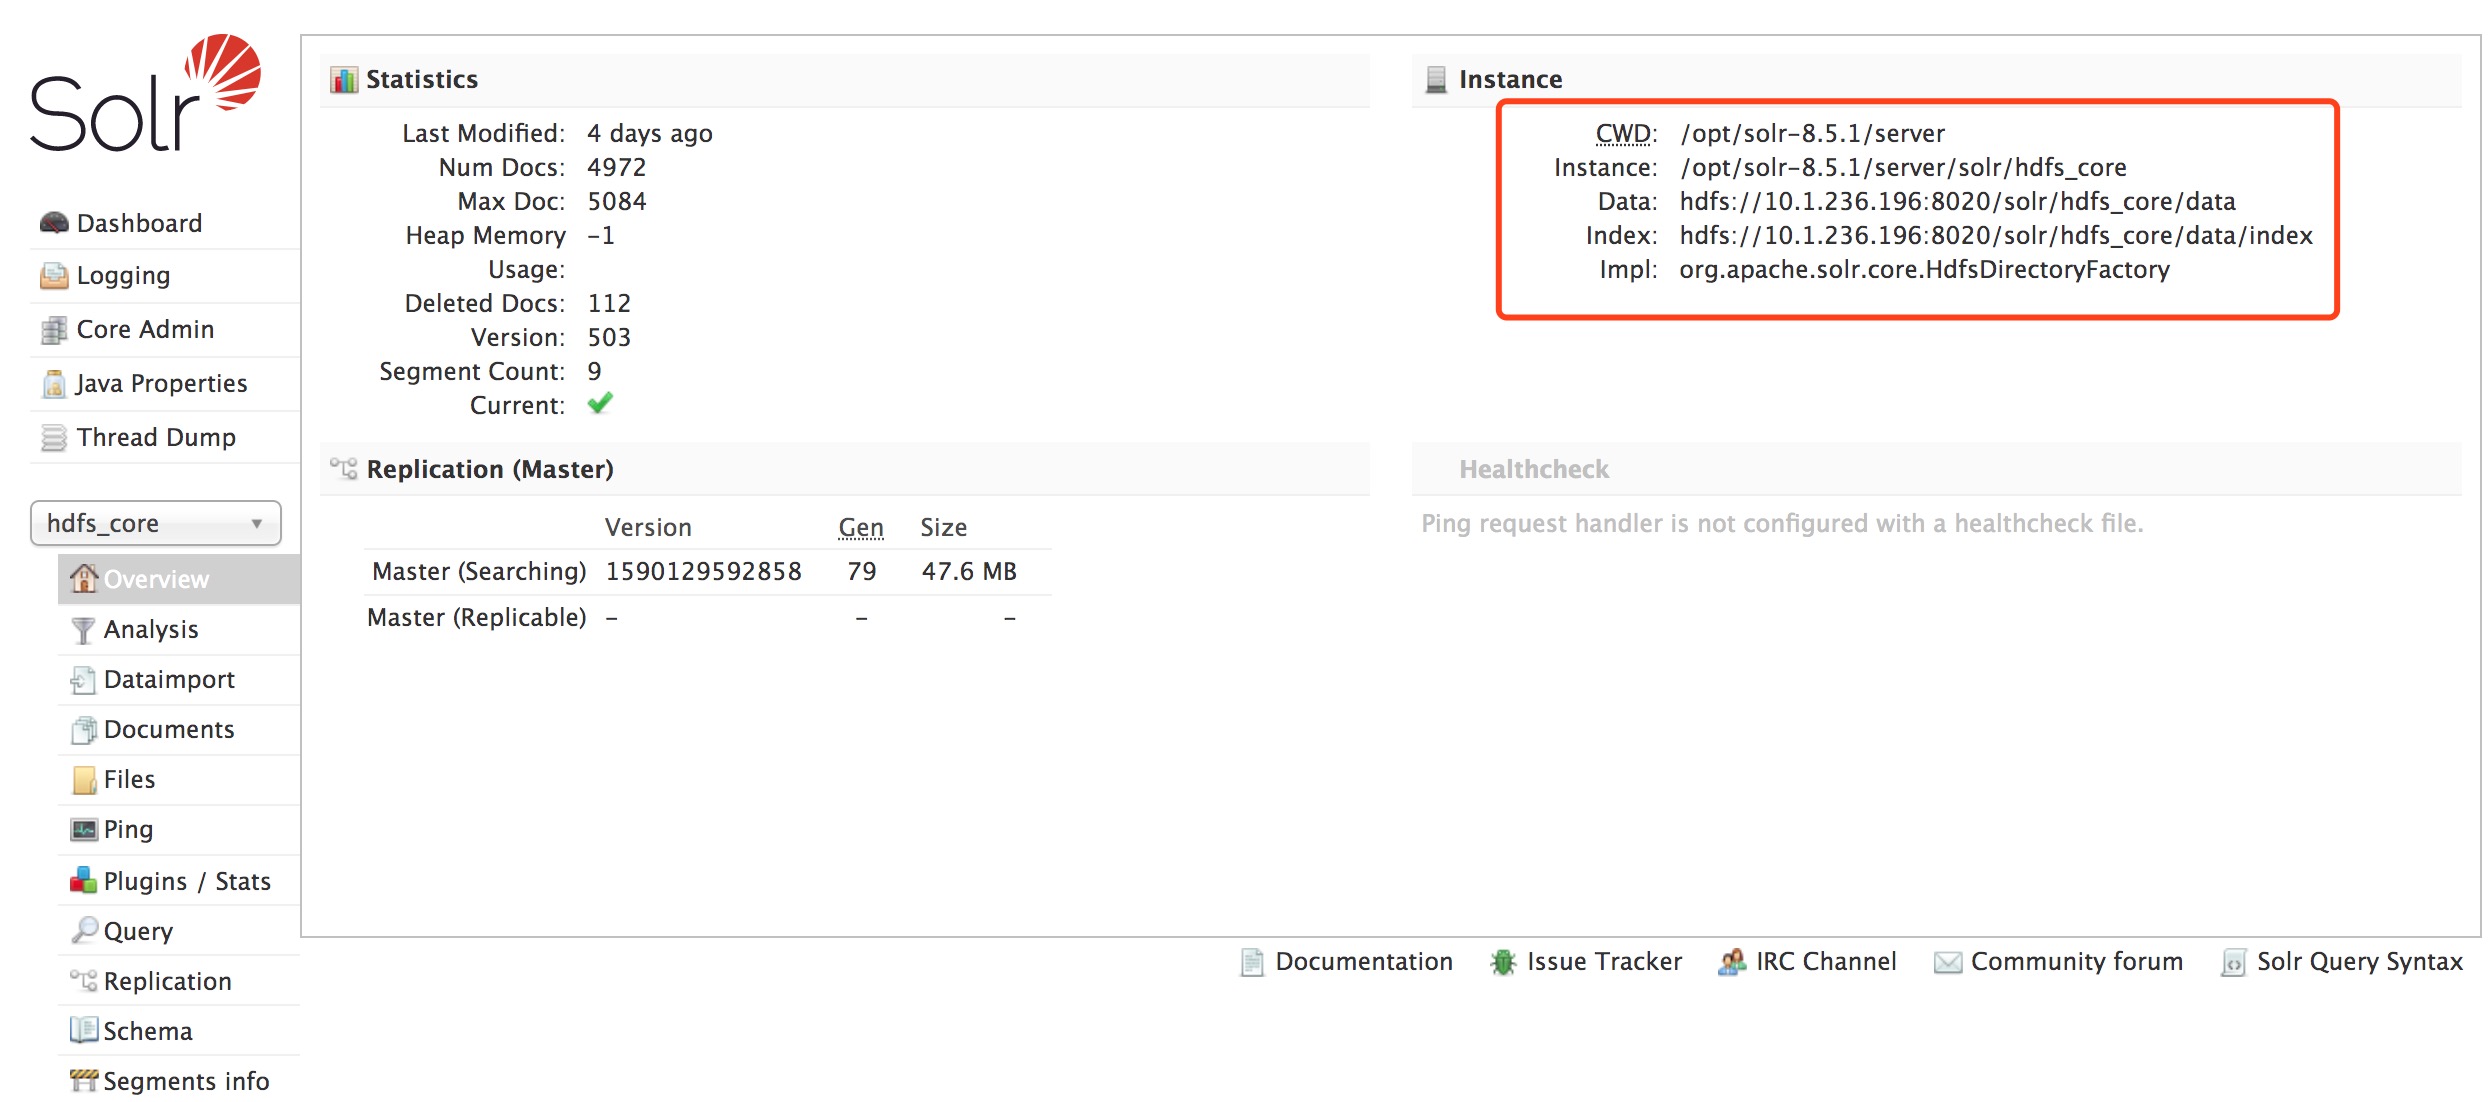 Solr
Dashboard
Logging
Core Admin
Java Properties
Thread Dump
hdfs_core
Overview
Analysis
Dataimport
Documents
Files
Ping
Plugins / Stats
Query
Replication
Schema
Segments info
Statistics
Last Modified: 4 days ago
Num Docs: 4972
Max Doc: 5084
Heap Memory Usage: -1
Deleted Docs: 112
Version: 503
Segment Count: 9
Current:
Instance
CWD: /opt/solr-8.5.1/server
Instance: /opt/solr-8.5.1/server/solr/hdfs_core
Data: hdfs://10.1.236.196:8020/solr/hdfs_core/data
Index: hdfs://10.1.236.196:8020/solr/hdfs_core/data/index
Impl: org.apache.solr.core.HdfsDirectoryFactory
Replication (Master)
Version Gen Size
Master (Searching) 1590129592858 79 47.6 MB
Master (Replicable) - - -
Healthcheck
Ping request handler is not configured with a healthcheck file.
Documentation Issue Tracker IRC Channel Community forum Solr Query Syntax